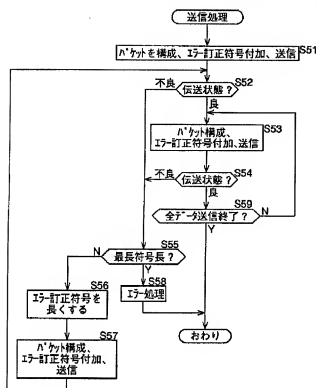 送信処理
パケットを構成、エラー訂正符号付加、送信 S51
S52
不良 伝送状態?
良
S53
パケット構成、
エラー訂正符号付加、送信
S54
不良 伝送状態?
良 S59
全データ送信終了? N
Y
S55
N 最長符号長?
Y
S56 S58
エラー訂正符号を
長くする
エラー処理
S57
パケット構成、
エラー訂正符号付加、
送信
おわり